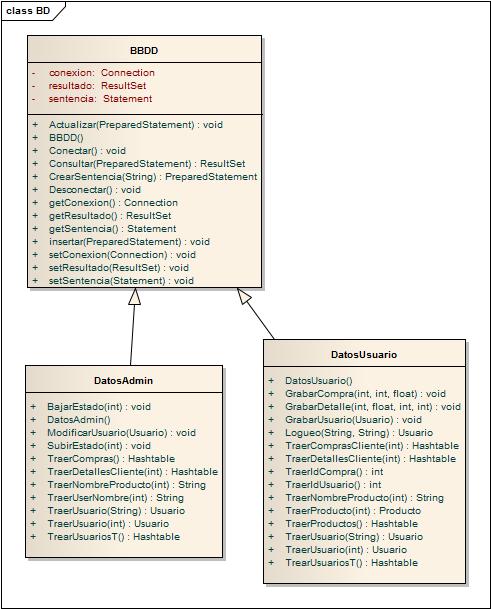 class BD
BBDD
- conexion: Connection
- resultado: ResultSet
- sentencia: Statement
+ Actualizar(PreparedStatement) : void
+ BBDD()
+ Conectar() : void
+ Consultar(PreparedStatement) : ResultSet
+ CrearSentencia(String) : PreparedStatement
+ Desconectar() : void
+ getConexion() : Connection
+ getResultado() : ResultSet
+ getSentencia() : Statement
+ insertar(PreparedStatement) : void
+ setConexion(Connection) : void
+ setResultado(ResultSet) : void
+ setSentencia(Statement) : void
DatosAdmin
+ BajarEstado(int) : void
+ DatosAdmin()
+ ModificarUsuario(Usuario) : void
+ SubirEstado(int) : void
+ TraerCompras() : Hashtable
+ TraerDetallesCliente(int) : Hashtable
+ TraerNombreProducto(int) : String
+ TraerUserNombre(int) : String
+ TraerUsuario(String) : Usuario
+ TraerUsuario(int) : Usuario
+ TrearUsuariosT() : Hashtable
DatosUsuario
+ DatosUsuario()
+ GrabarCompra(int, int, float) : void
+ GrabarDetalle(int, float, int, int) : void
+ GrabarUsuario(Usuario) : void
+ Logueo(String, String) : Usuario
+ TraerComprasCliente(int) : Hashtable
+ TraerDetallesCliente(int) : Hashtable
+ TraerIdCompra() : int
+ TraerIdUsuario() : int
+ TraerNombreProducto(int) : String
+ TraerProducto(int) : Producto
+ TraerProductos() : Hashtable
+ TraerUsuario(String) : Usuario
+ TraerUsuario(int) : Usuario
+ TrearUsuariosT() : Hashtable